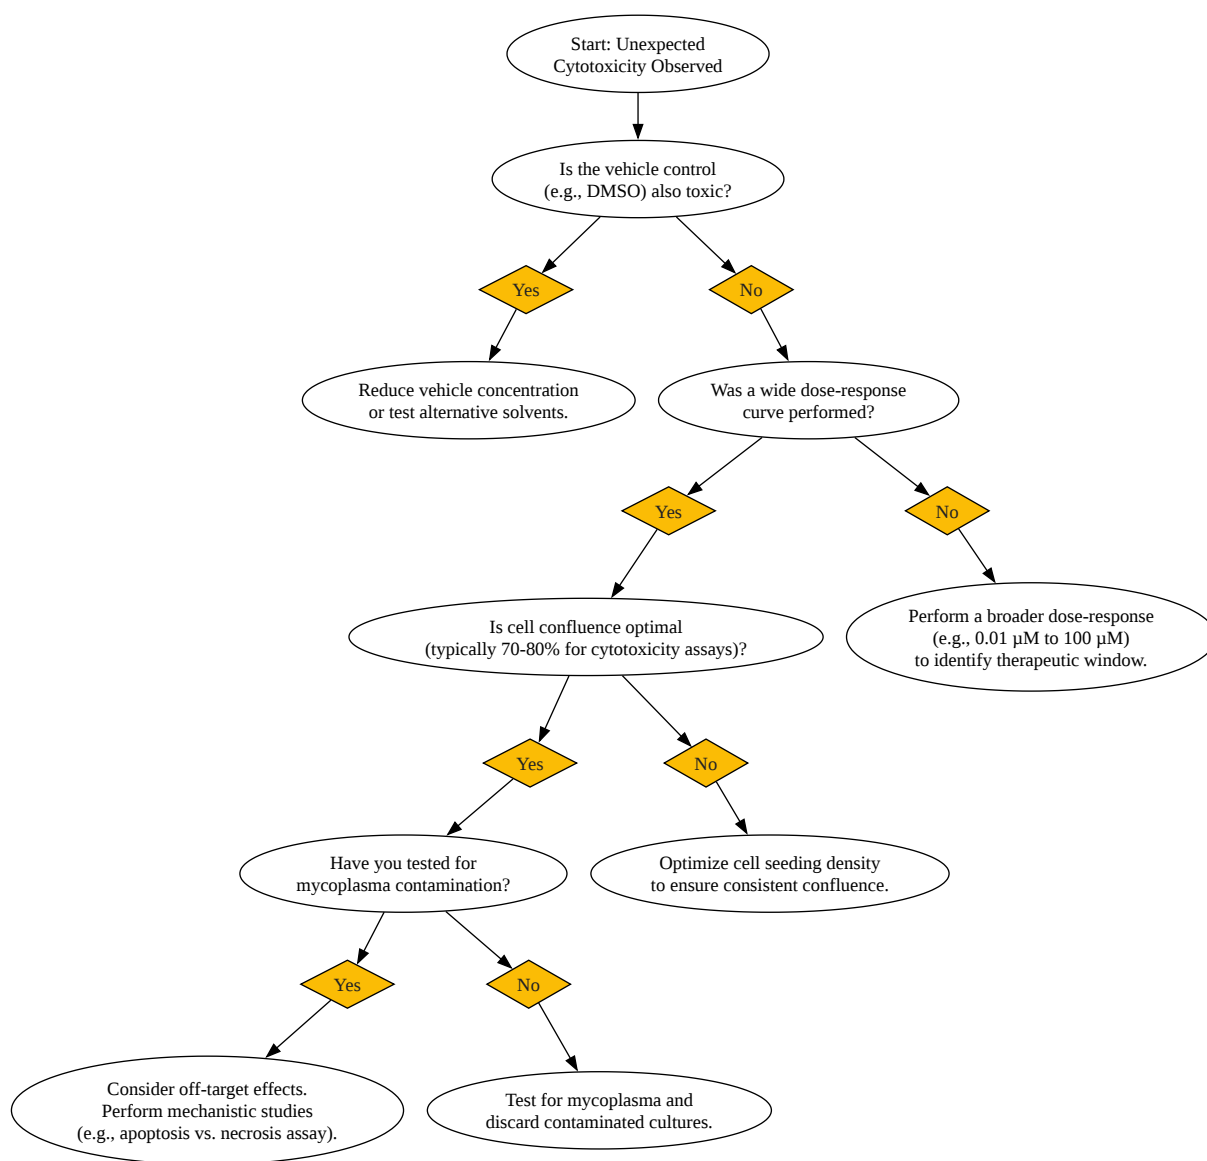 Start: Unexpected
Cytotoxicity Observed
Is the vehicle control
(e.g., DMSO) also toxic?
Yes
No
Reduce vehicle concentration
or test alternative solvents.
Was a wide dose-response
curve performed?
Yes
No
Is cell confluence optimal
(typically 70-80% for cytotoxicity assays)?
Perform a broader dose-response
(e.g., 0.01 µM to 100 µM)
to identify therapeutic window.
Yes
No
Have you tested for
mycoplasma contamination?
Optimize cell seeding density
to ensure consistent confluence.
Yes
No
Consider off-target effects.
Perform mechanistic studies
(e.g., apoptosis vs. necrosis assay).
Test for mycoplasma and
discard contaminated cultures.